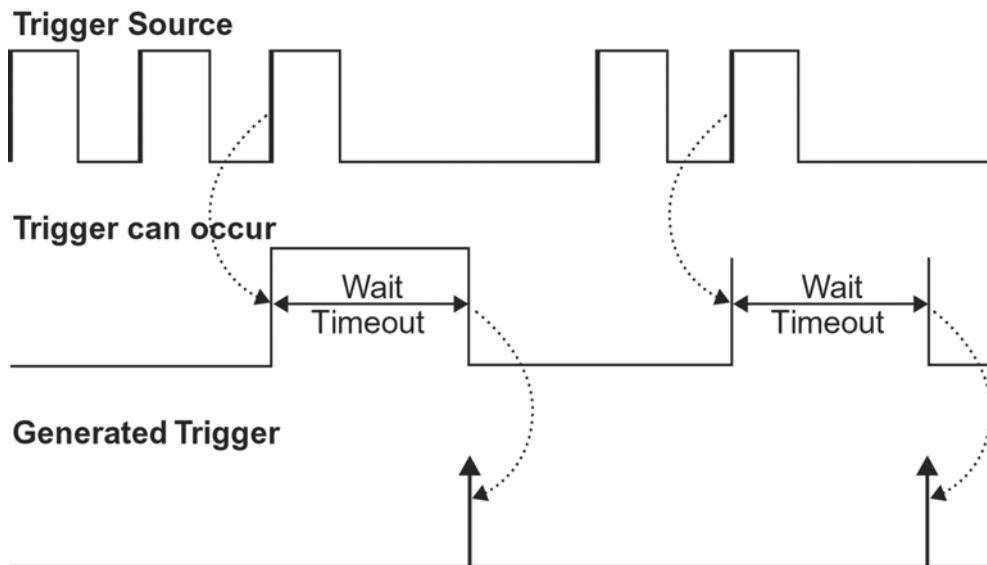 Trigger Source
Trigger can occur
Wait
Timeout
Wait
Timeout
Generated Trigger